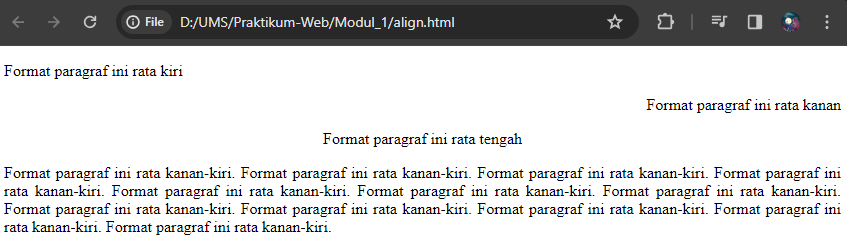 File D:/UMS/Praktikum-Web/Modul_1/align.html
Format paragraf ini rata kiri
Format paragraf ini rata kanan
Format paragraf ini rata tengah
Format paragraf ini rata kanan-kiri. Format paragraf ini rata kanan-kiri. Format paragraf ini rata kanan-kiri. Format paragraf ini
rata kanan-kiri. Format paragraf ini rata kanan-kiri. Format paragraf ini rata kanan-kiri. Format paragraf ini rata kanan-kiri.
Format paragraf ini rata kanan-kiri. Format paragraf ini rata kanan-kiri. Format paragraf ini rata kanan-kiri. Format paragraf ini
rata kanan-kiri. Format paragraf ini rata kanan-kiri.